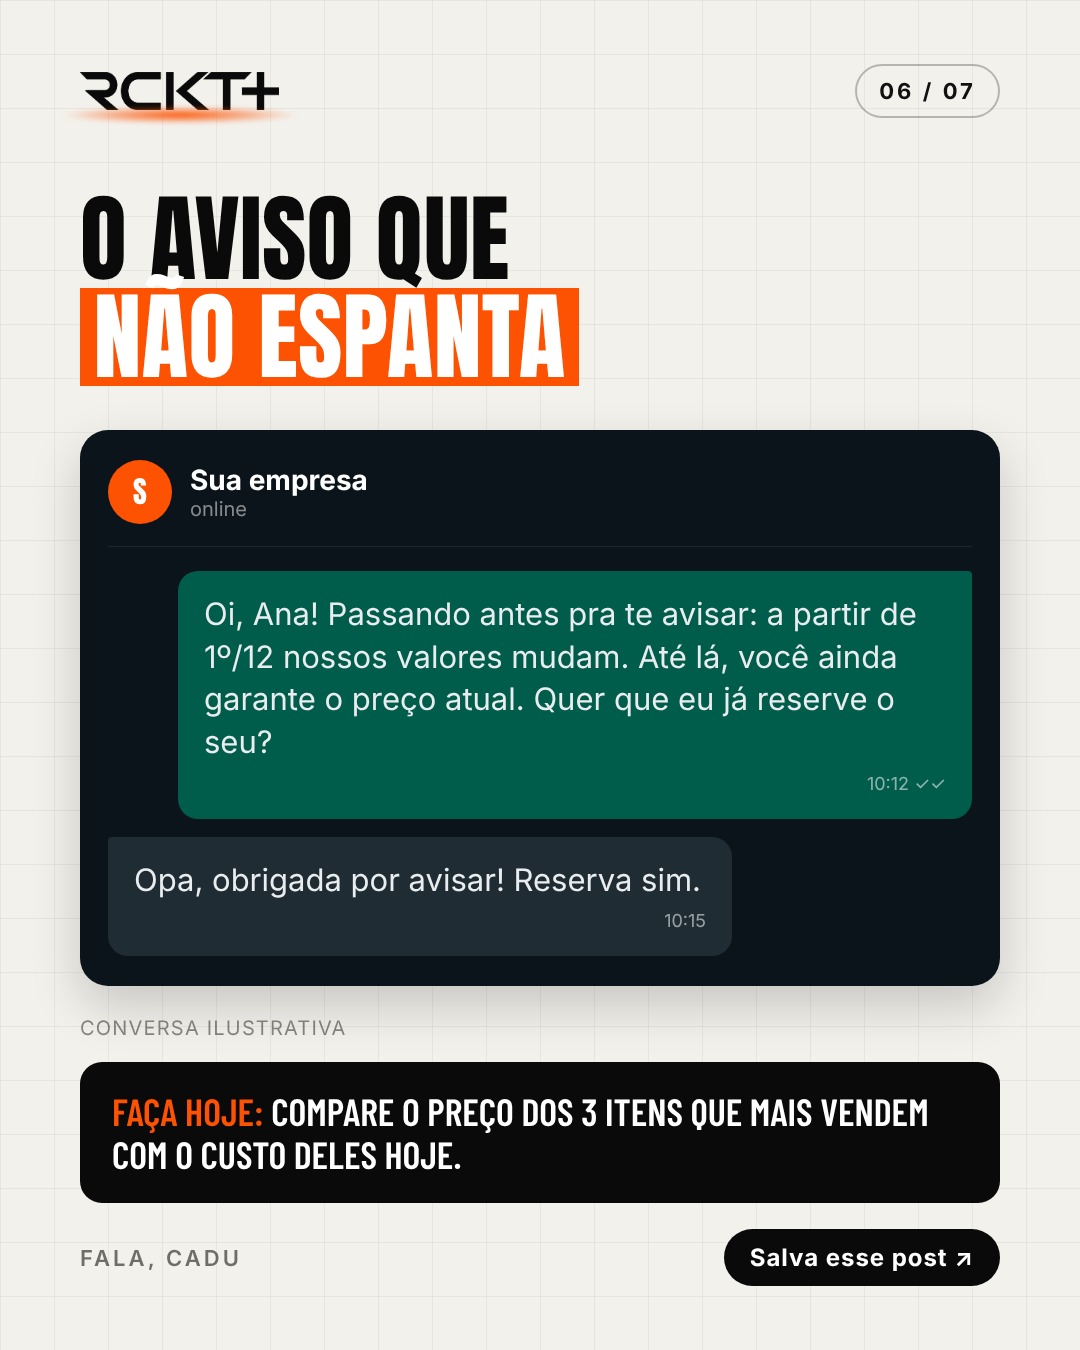 RCKT+
06 / 07
O AVISO QUE
NÃO ESPANTA
S
Sua empresa
online
Oi, Ana! Passando antes pra te avisar: a partir de
1º/12 nossos valores mudam. Até lá, você ainda
garante o preço atual. Quer que eu já reserve o
seu?
10:12 ✓✓
Opa, obrigada por avisar! Reserva sim.
10:15
CONVERSA ILUSTRATIVA
FAÇA HOJE: COMPARE O PREÇO DOS 3 ITENS QUE MAIS VENDEM
COM O CUSTO DELES HOJE.
FALA, CADU
Salva esse post ↗